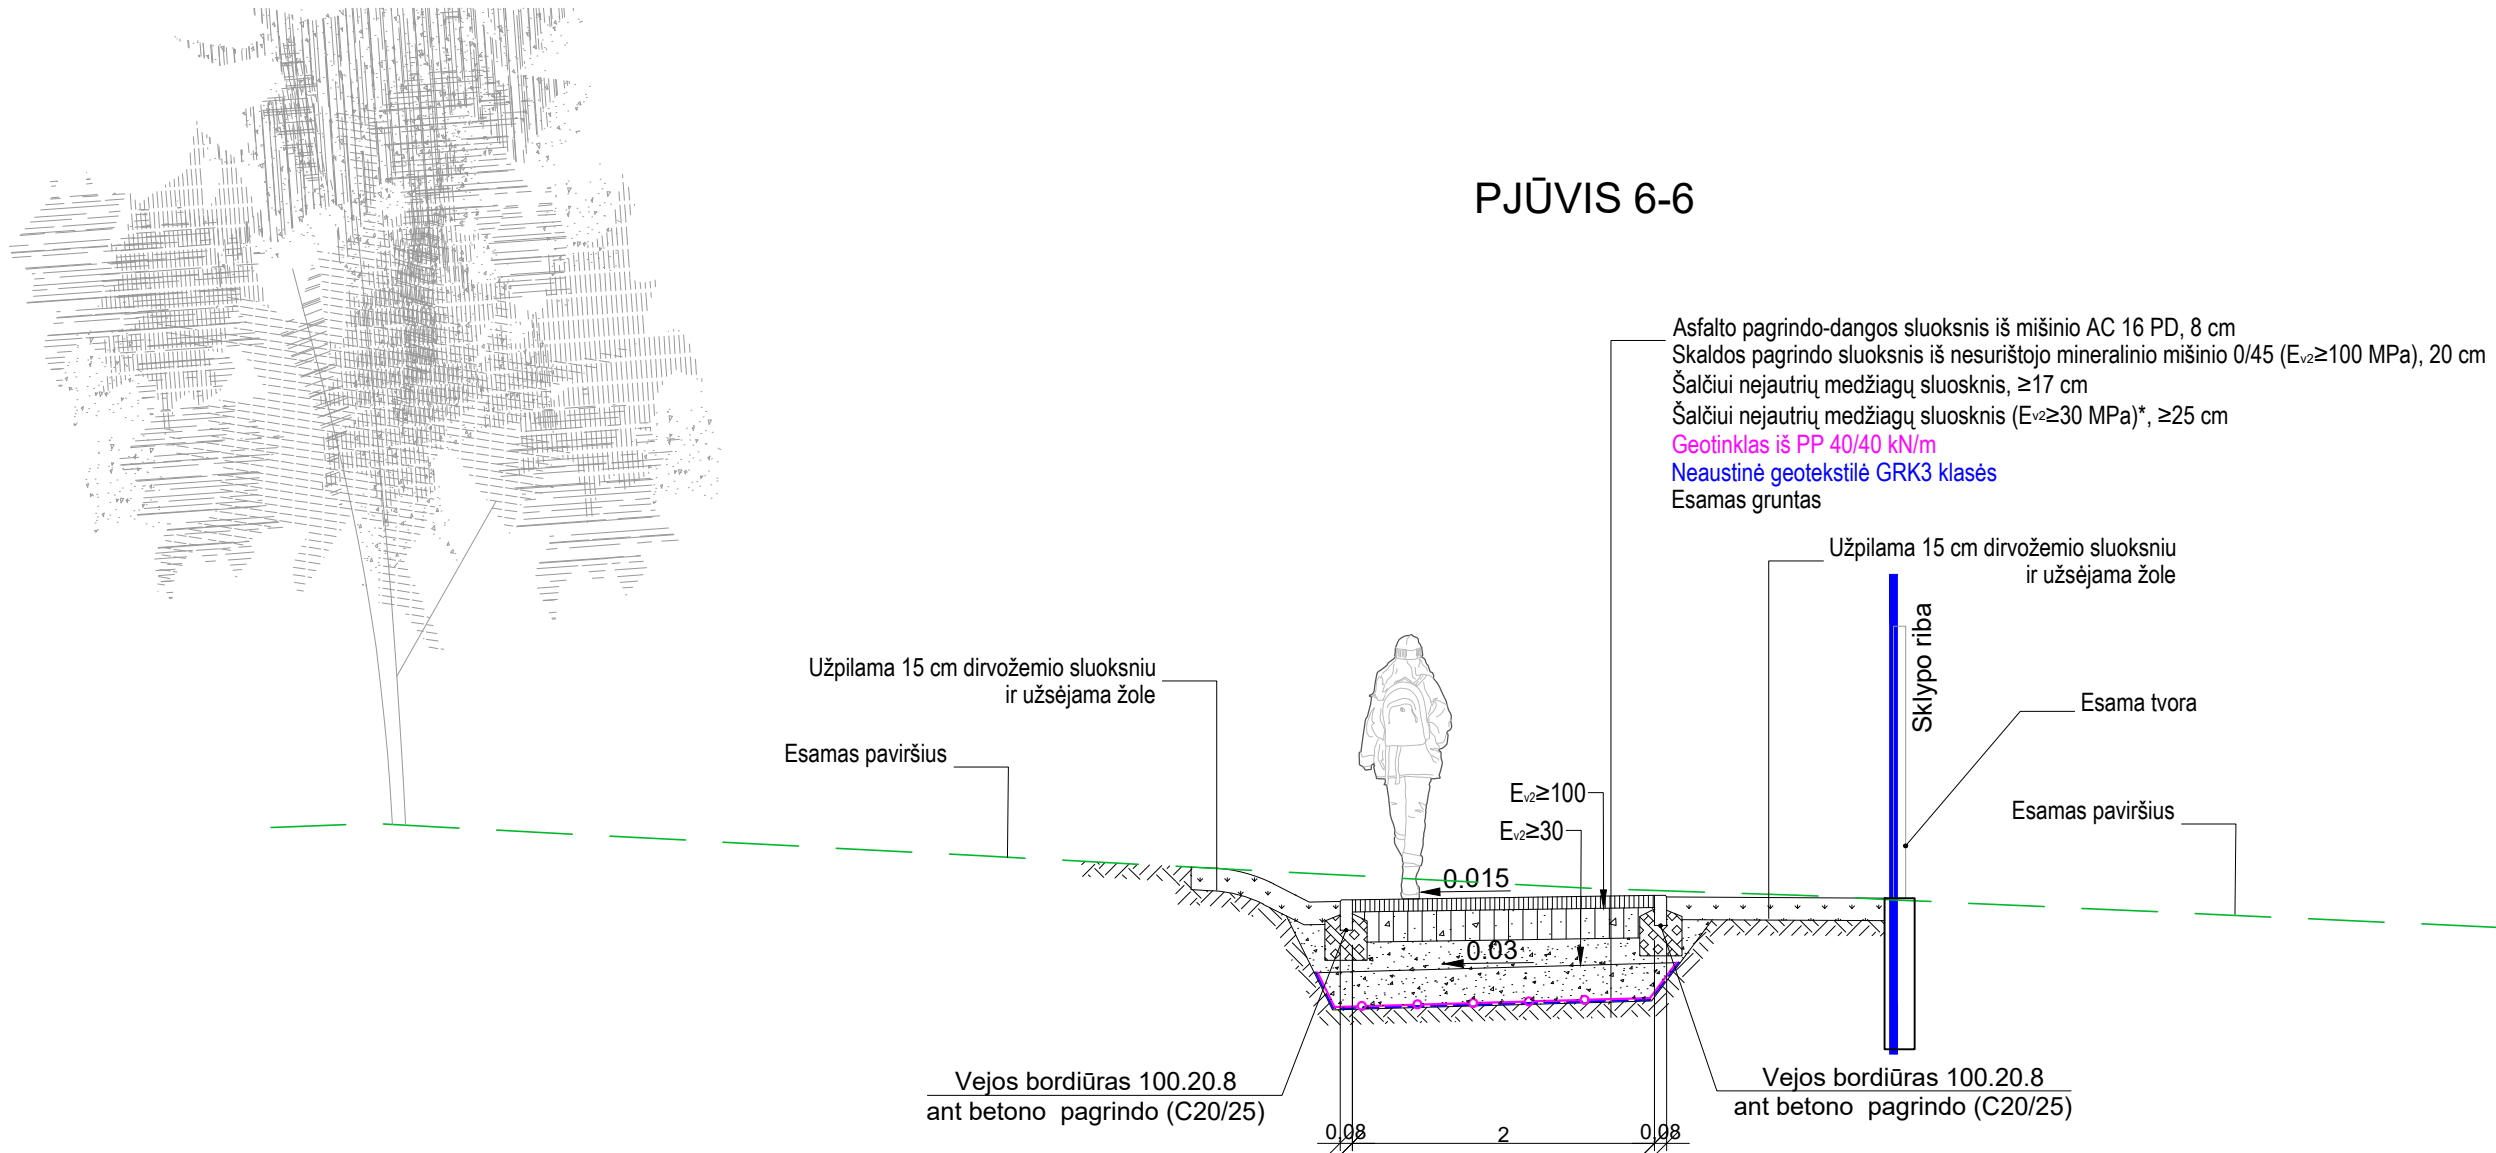 PJŪVIS 6-6
Asfalto pagrindo-dangos sluoksnis iš mišinio AC 16 PD, 8 cm
Skaldos pagrindo sluoksnis iš nesurištojo mineralinio mišinio 0/45 (Ev2≥100 MPa), 20 cm
Šalčiui nejautrių medžiagų sluosknis, ≥17 cm
Šalčiui nejautrių medžiagų sluosknis (Ev2≥30 MPa)*, ≥25 cm
Geotinklas iš PP 40/40 kN/m
Neaustinė geotekstilė GRK3 klasės
Esamas gruntas
Užpilama 15 cm dirvožemio sluoksniu
ir užsėjama žole
Sklypo riba
Užpilama 15 cm dirvožemio sluoksniu
ir užsėjama žole
Esama tvora
Esamas paviršius
Ev2≥100
Esamas paviršius
Ev2≥30
0.015
0.03
Vejos bordiūras 100.20.8
ant betono pagrindo (C20/25)
Vejos bordiūras 100.20.8
ant betono pagrindo (C20/25)
0,08
2
0,08